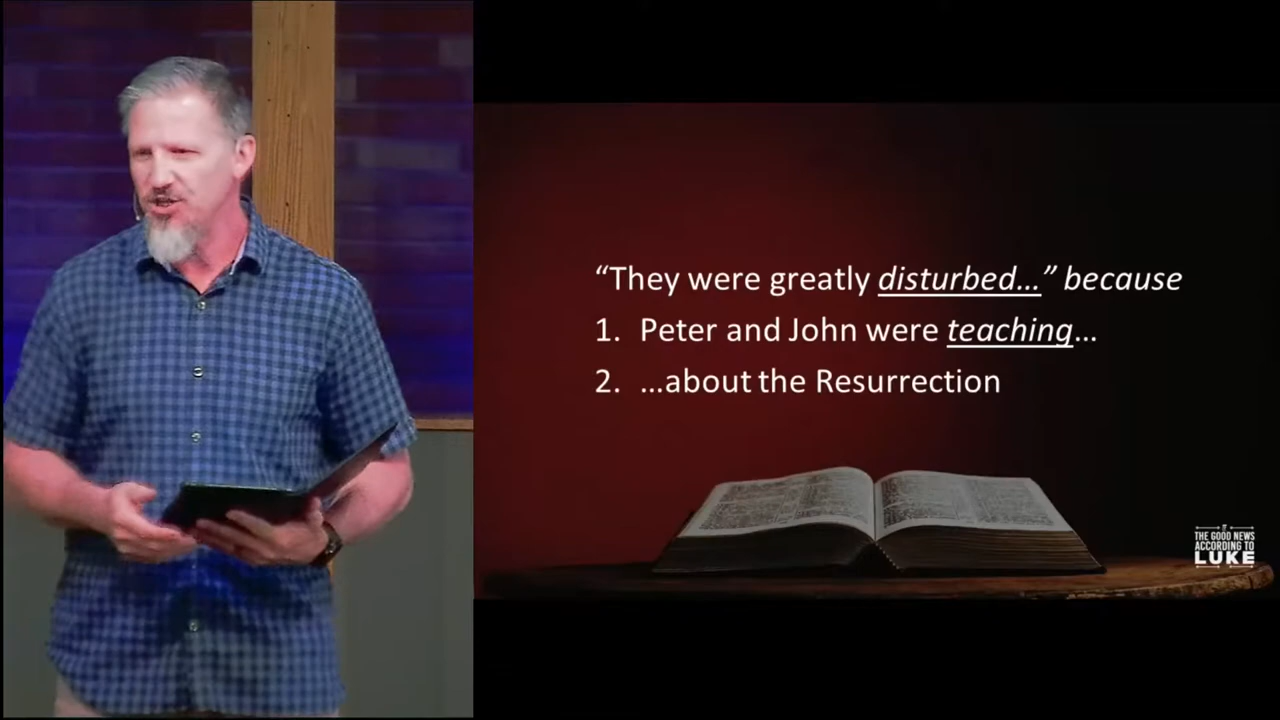 “They were greatly disturbed…” because
1. Peter and John were teaching…
2. …about the Resurrection
THE GOOD NEWS
ACCORDING TO
LUKE